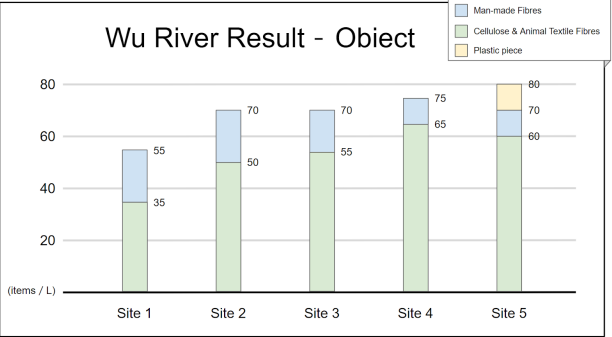 Man-made Fibres
Cellulose & Animal Textile Fibres
Plastic piece
Wu River Result - Obiect
80
60
40
20
(items / L)
55
35
70
50
70
55
75
65
80
70
60
Site 1
Site 2
Site 3
Site 4
Site 5